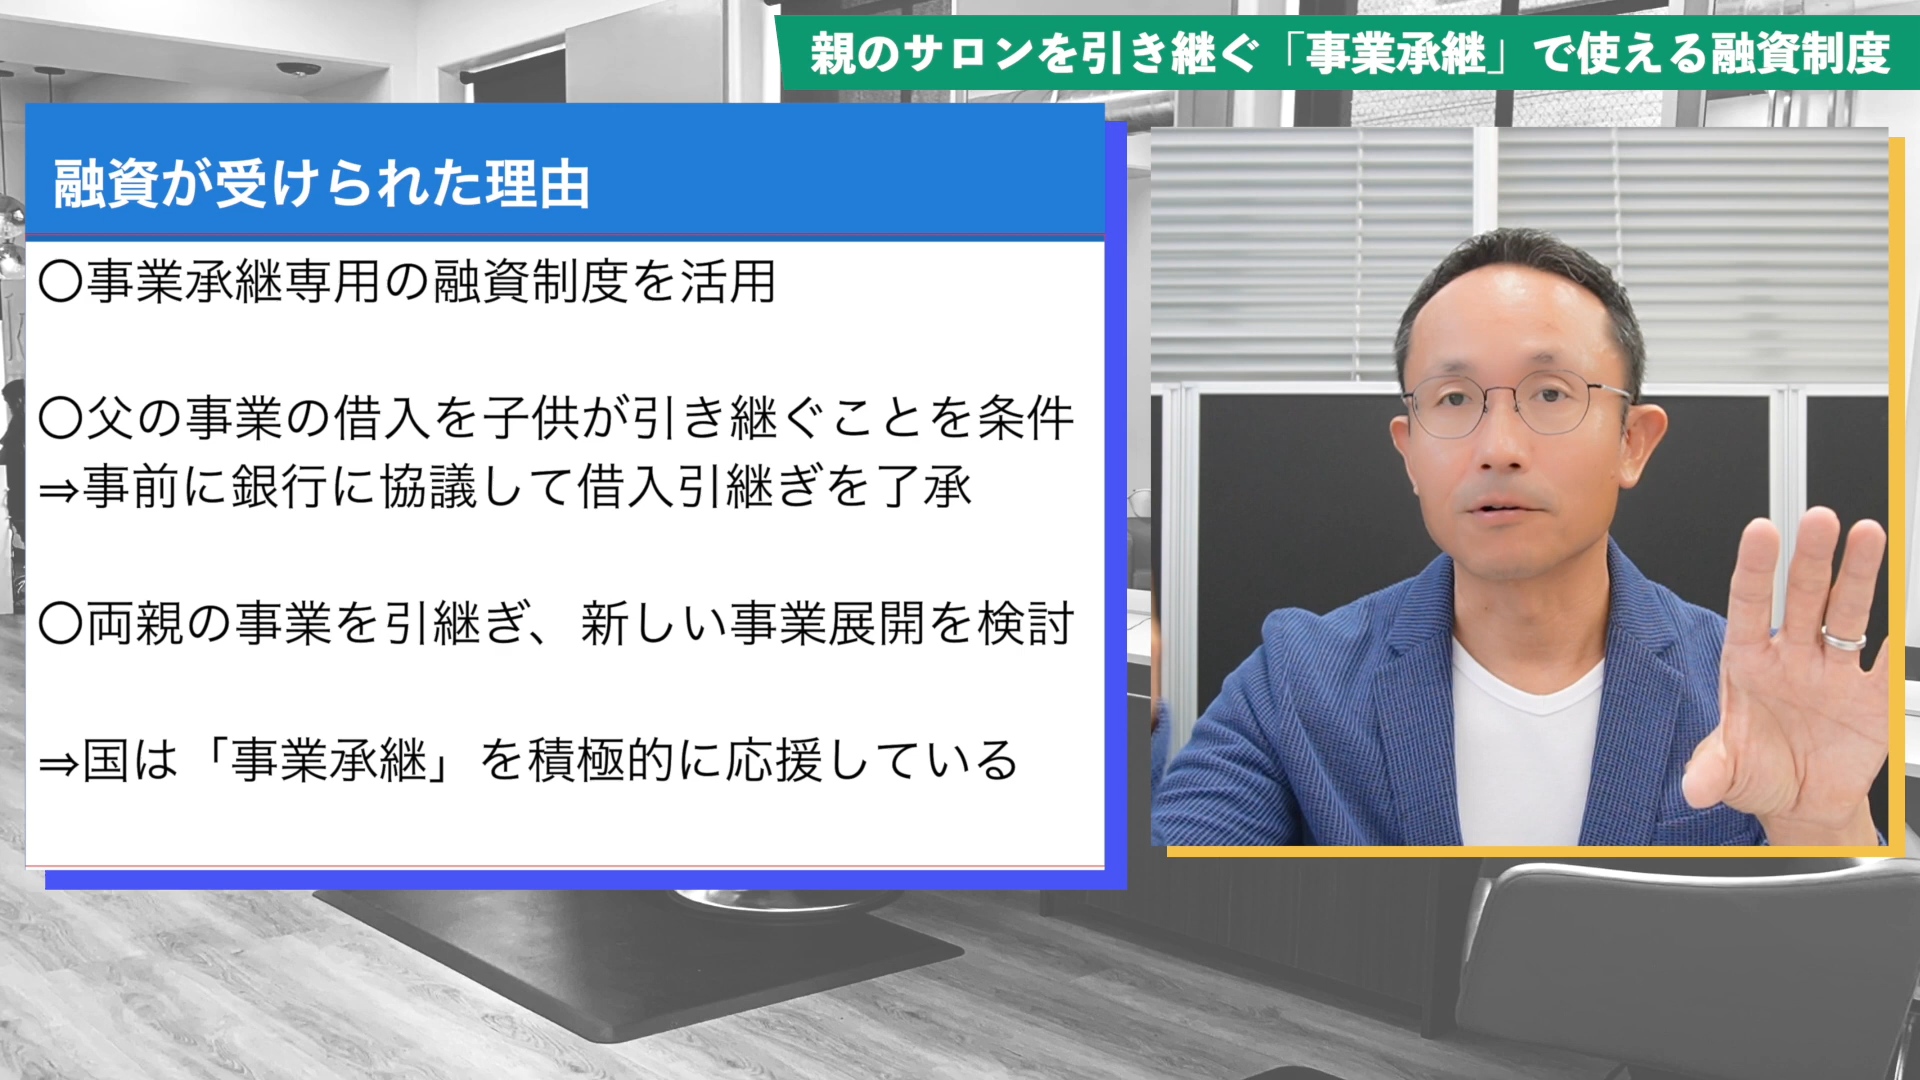 親のサロンを引き継ぐ「事業承継」で使える融資制度
融資が受けられた理由
〇事業承継専用の融資制度を活用
〇父の事業の借入を子供が引き継ぐことを条件
⇒事前に銀行に協議して借入引継ぎを了承
〇両親の事業を引継ぎ、新しい事業展開を検討
⇒国は「事業承継」を積極的に応援している